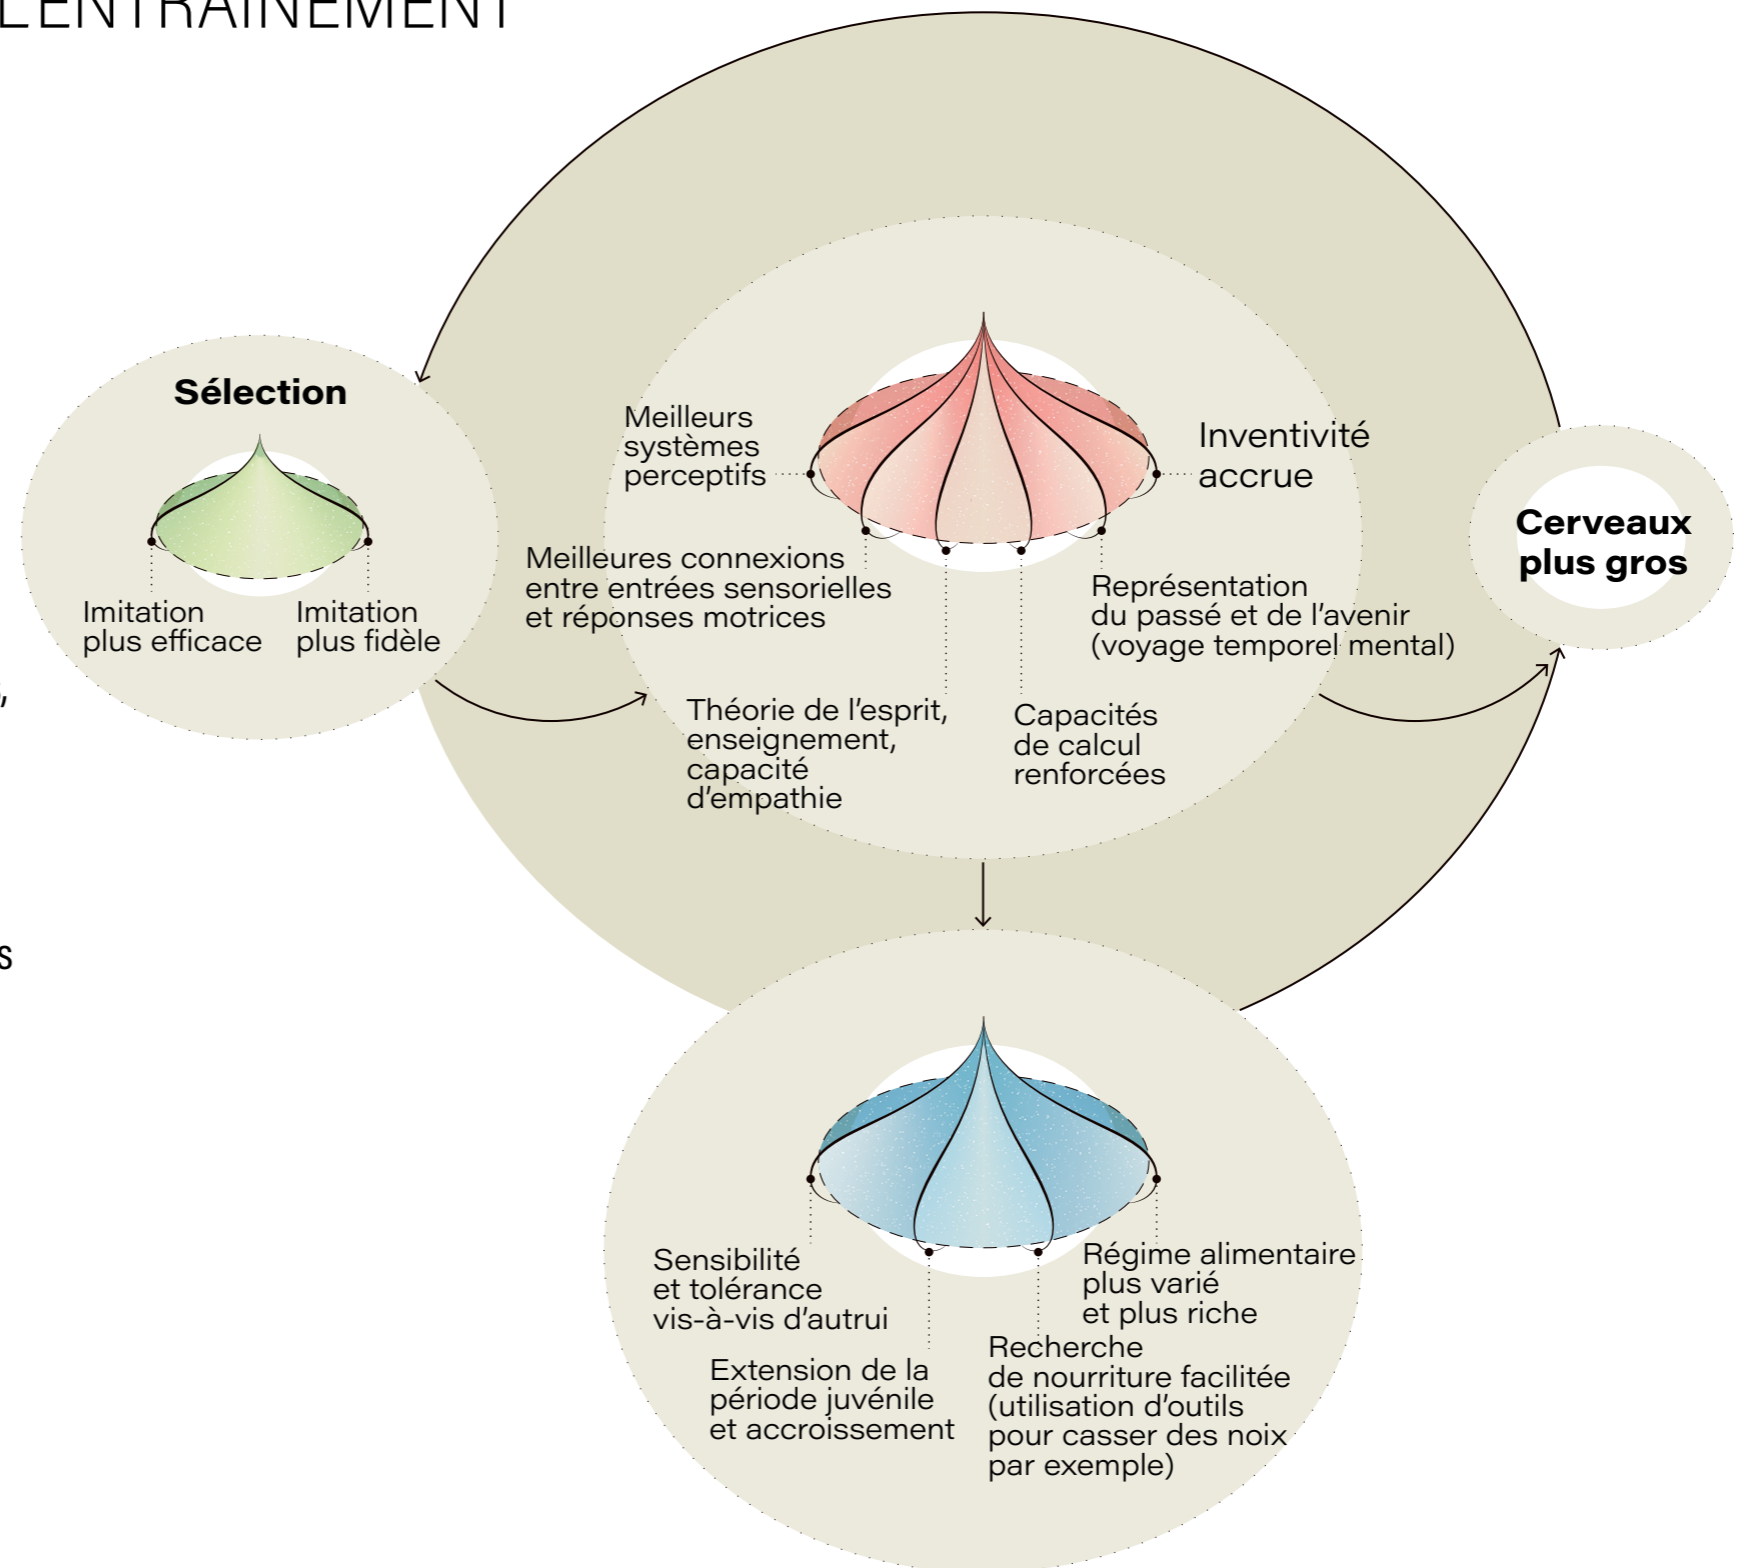 L'ENTRAÎNEMENT
Sélection
Imitation
plus efficace
Imitation
plus fidèle
Meilleurs
systèmes
perceptifs
Inventivité
accrue
Meilleures connexions
entre entrées sensorielles
et réponses motrices
Représentation
du passé et de l'avenir
(voyage temporel mental)
Théorie de l'esprit,
enseignement,
capacité
d'empathie
Capacités
de calcul
renforcées
Cerveaux
plus gros
Sensibilité
et tolérance
vis-à-vis d'autrui
Extension de la
période juvénile
et accroissement
Régime alimentaire
plus varié
et plus riche
Recherche
de nourriture facilitée
(utilisation d'outils
pour casser des noix
par exemple)